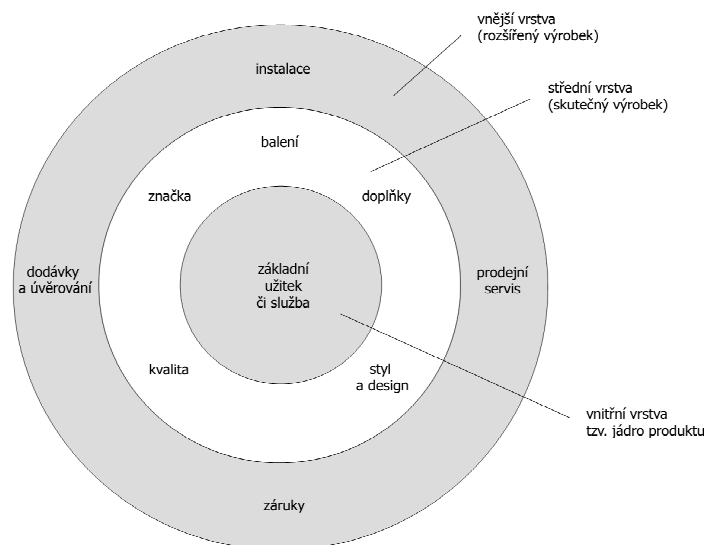 vnější vrstva
(rozšířený výrobek)
instalace
střední vrstva
(skutečný výrobek)
balení
značka
doplňky
základní
užitek
či služba
dodávky
a úvěrování
prodejní
servis
kvalita
styl
a design
vnitřní vrstva
tzv. jádro produktu
záruky